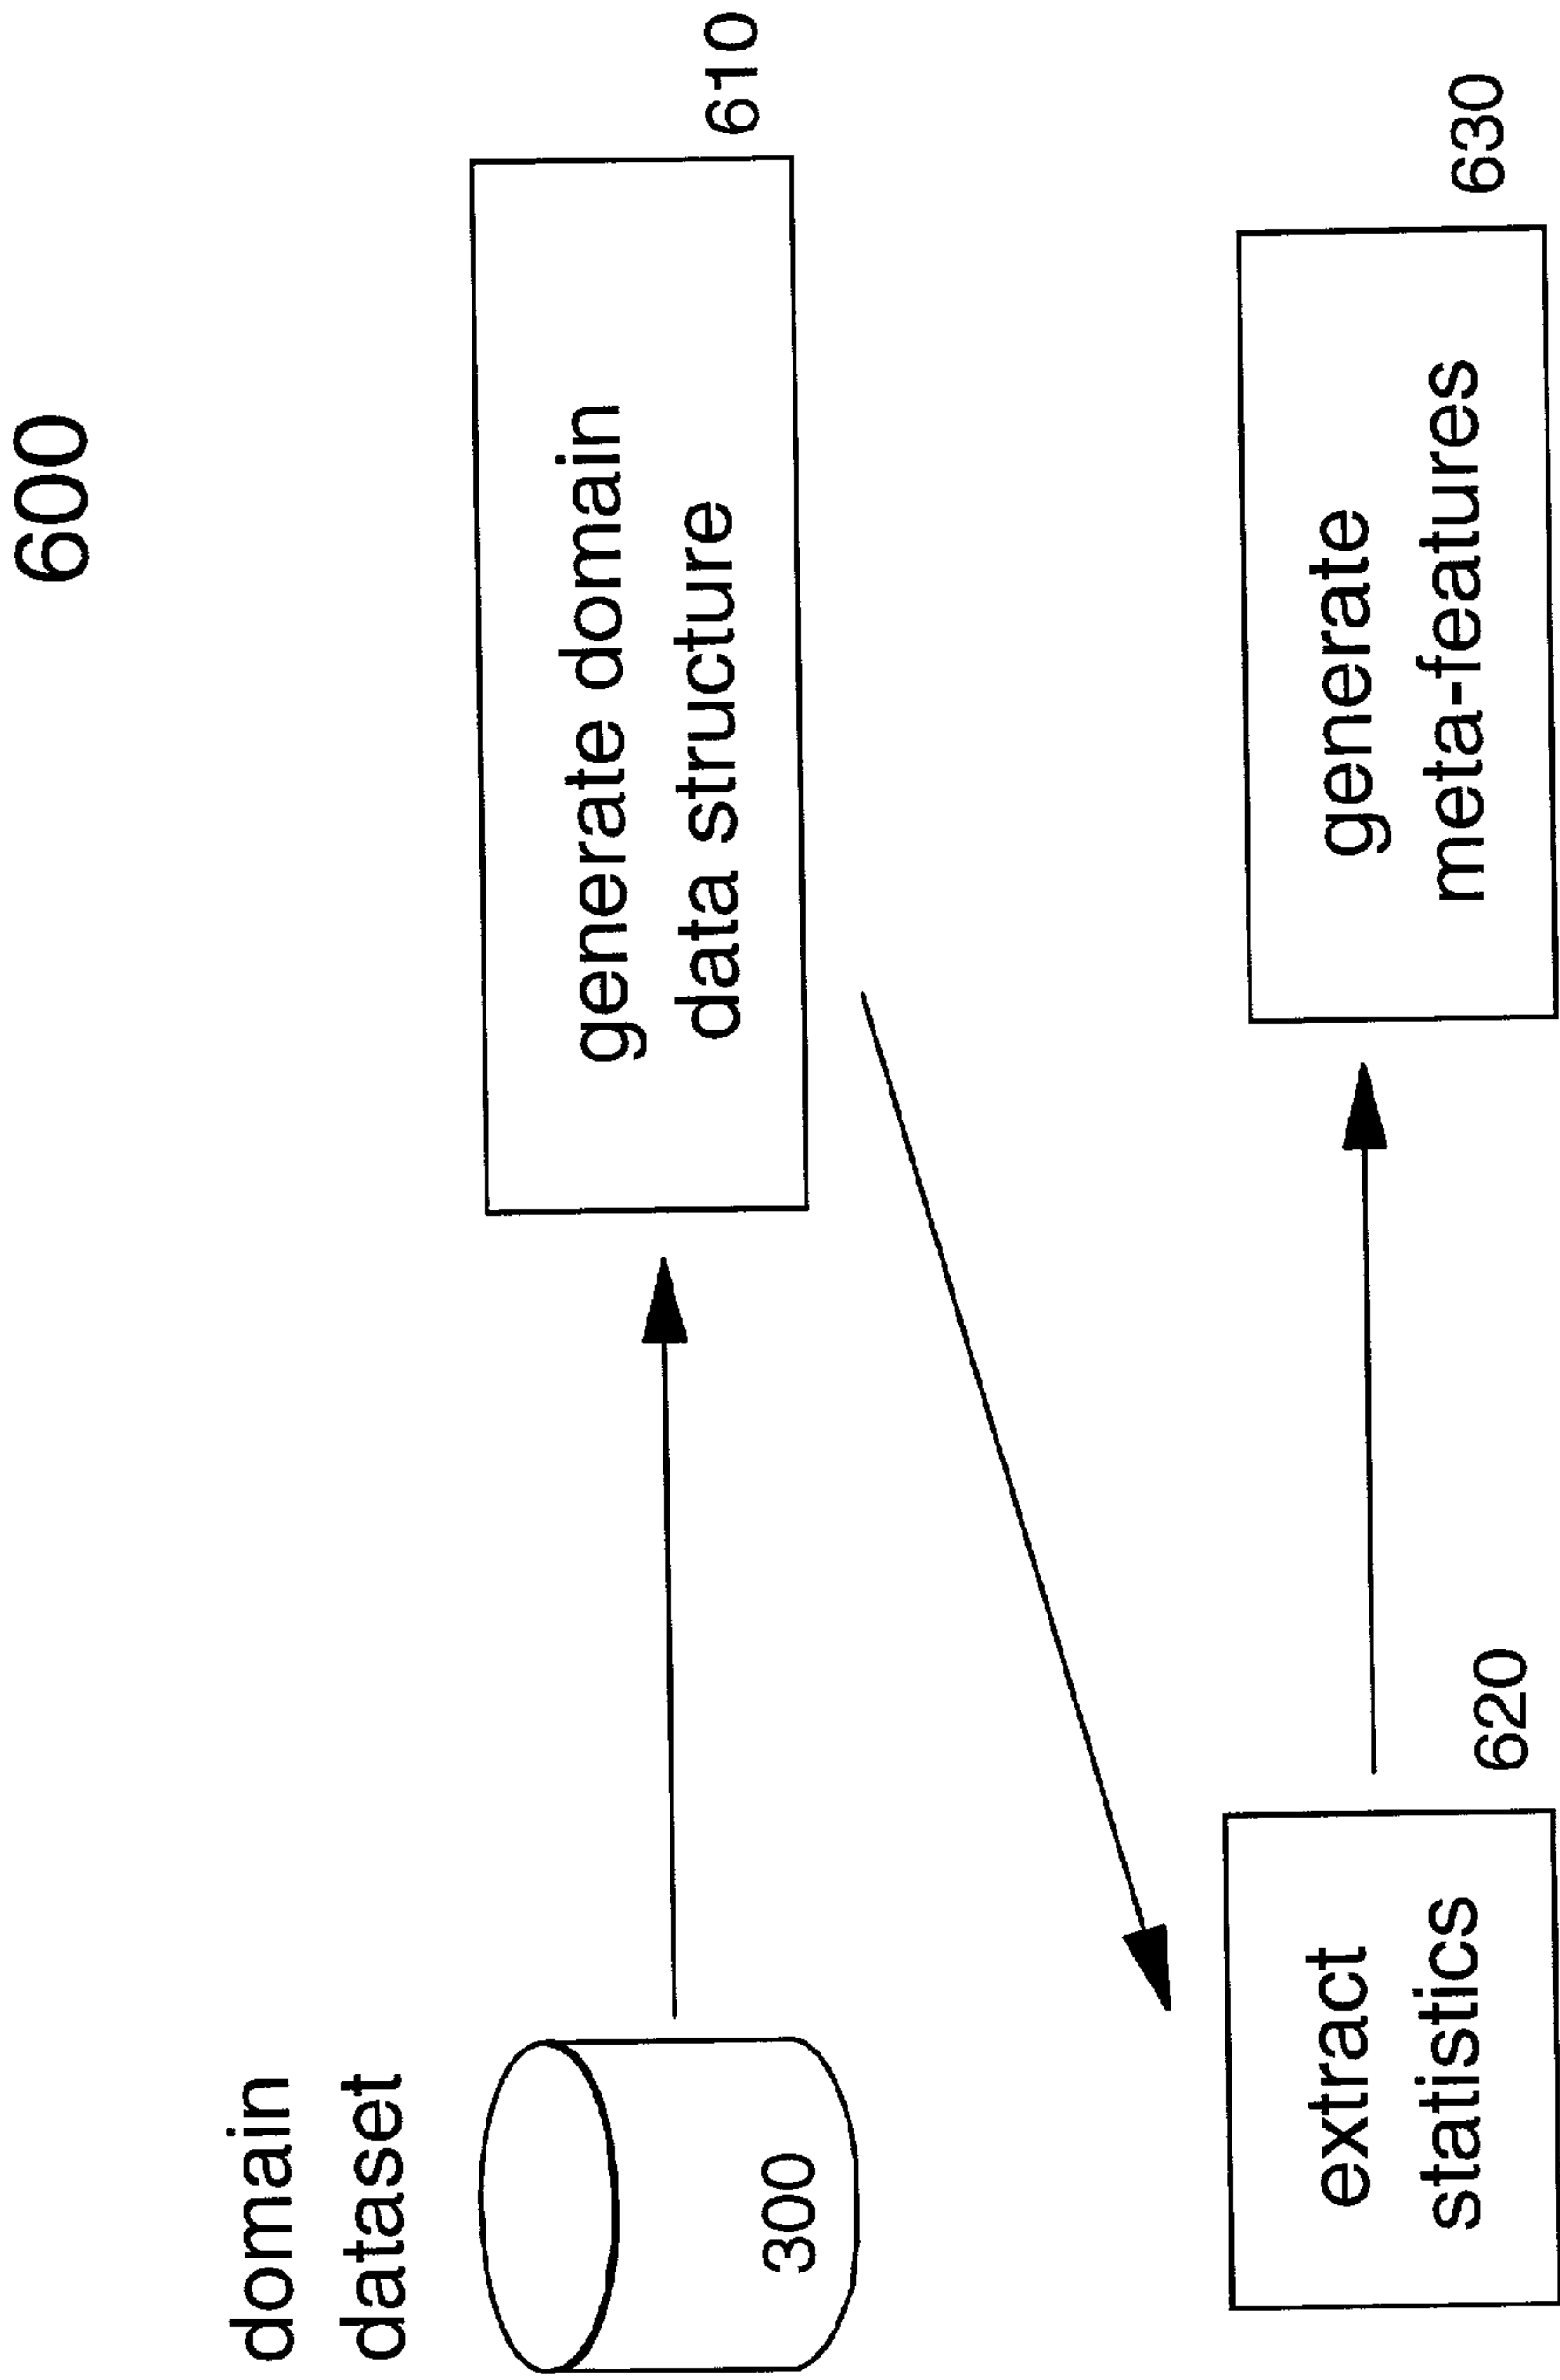 600
domain
dataset
300
generate domain
data structure
610
extract
statistics
620
generate
meta-features
630